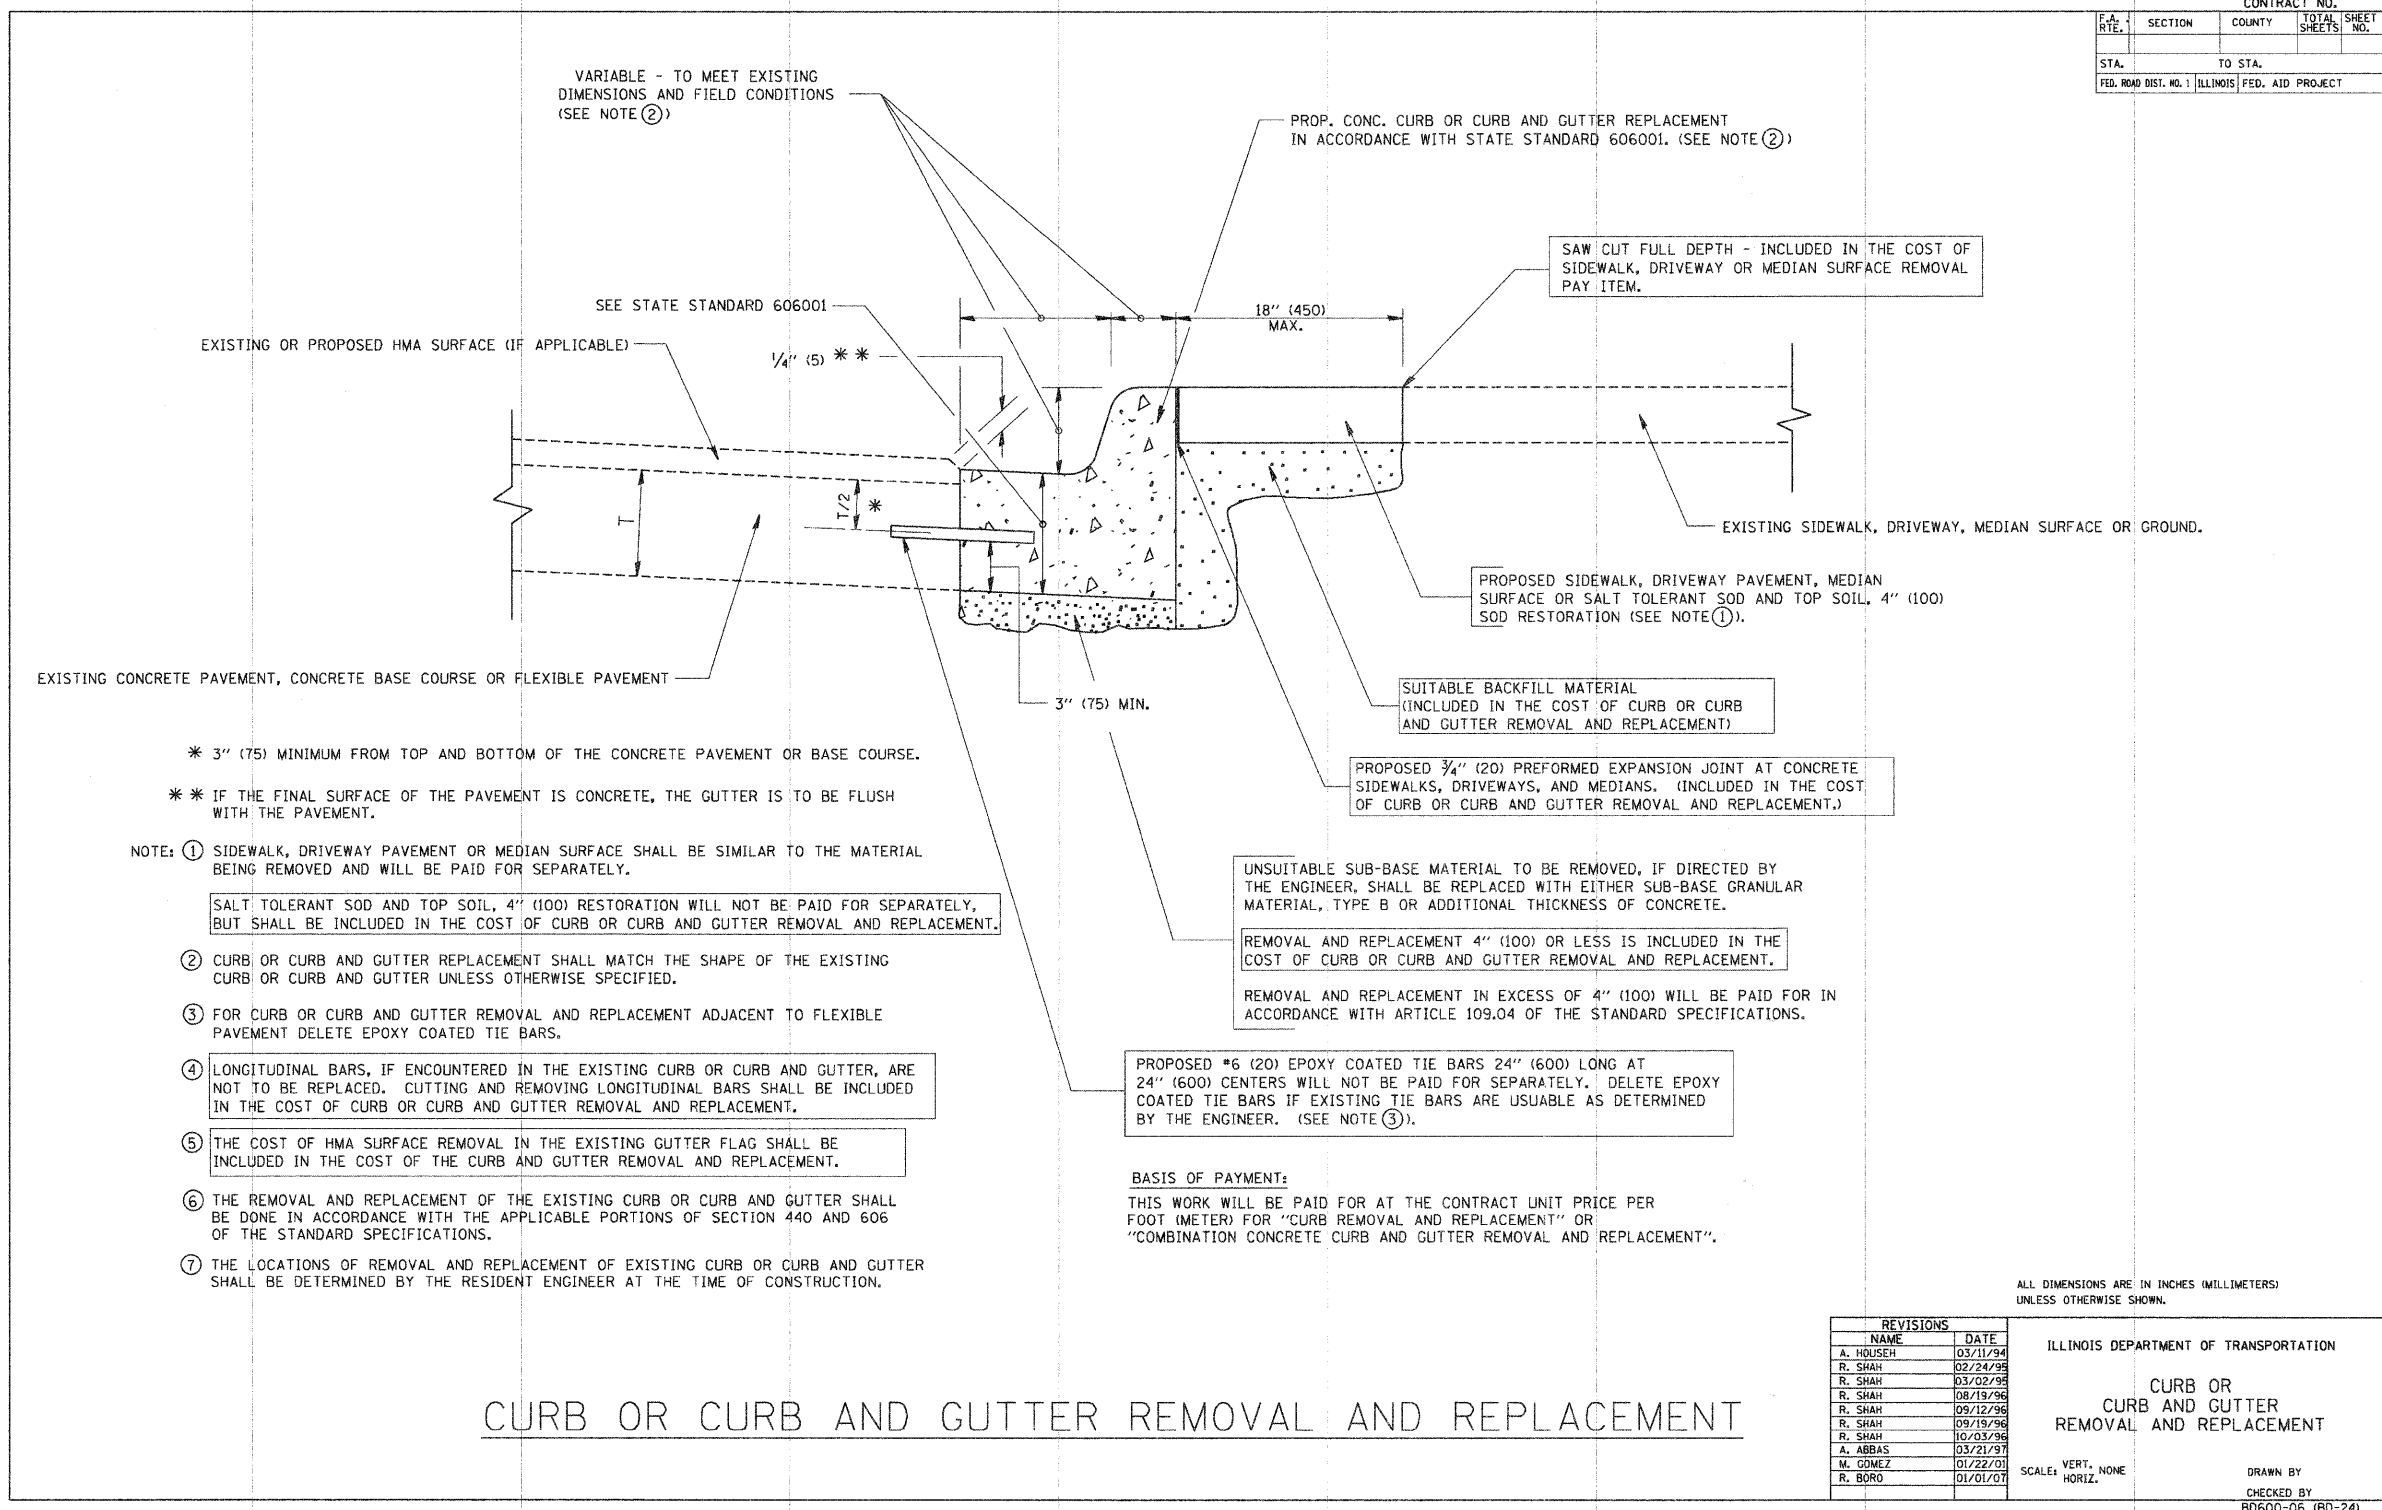 CONTRACT NO.
F.A. RTE.
SECTION
COUNTY
TOTAL SHEETS
SHEET NO.
STA. TO STA.
FED. ROAD DIST. NO. 1 ILLINOIS FED. AID PROJECT
VARIABLE - TO MEET EXISTING
DIMENSIONS AND FIELD CONDITIONS
(SEE NOTE ②)
PROP. CONC. CURB OR CURB AND GUTTER REPLACEMENT
IN ACCORDANCE WITH STATE STANDARD 606001. (SEE NOTE ②)
SAW CUT FULL DEPTH - INCLUDED IN THE COST OF
SIDEWALK, DRIVEWAY OR MEDIAN SURFACE REMOVAL
PAY ITEM.
SEE STATE STANDARD 606001
18" (450)
MAX.
EXISTING OR PROPOSED HMA SURFACE (IF APPLICABLE)
1/4" (5) * *
T
T/2 *
EXISTING SIDEWALK, DRIVEWAY, MEDIAN SURFACE OR GROUND.
PROPOSED SIDEWALK, DRIVEWAY PAVEMENT, MEDIAN
SURFACE OR SALT TOLERANT SOD AND TOP SOIL, 4" (100)
SOD RESTORATION (SEE NOTE ①).
EXISTING CONCRETE PAVEMENT, CONCRETE BASE COURSE OR FLEXIBLE PAVEMENT
3" (75) MIN.
SUITABLE BACKFILL MATERIAL
(INCLUDED IN THE COST OF CURB OR CURB
AND GUTTER REMOVAL AND REPLACEMENT)
PROPOSED 3/4" (20) PREFORMED EXPANSION JOINT AT CONCRETE
SIDEWALKS, DRIVEWAYS, AND MEDIANS. (INCLUDED IN THE COST
OF CURB OR CURB AND GUTTER REMOVAL AND REPLACEMENT.)
* 3" (75) MINIMUM FROM TOP AND BOTTOM OF THE CONCRETE PAVEMENT OR BASE COURSE.
* * IF THE FINAL SURFACE OF THE PAVEMENT IS CONCRETE, THE GUTTER IS TO BE FLUSH
WITH THE PAVEMENT.
NOTE: ① SIDEWALK, DRIVEWAY PAVEMENT OR MEDIAN SURFACE SHALL BE SIMILAR TO THE MATERIAL
BEING REMOVED AND WILL BE PAID FOR SEPARATELY.
SALT TOLERANT SOD AND TOP SOIL, 4" (100) RESTORATION WILL NOT BE PAID FOR SEPARATELY,
BUT SHALL BE INCLUDED IN THE COST OF CURB OR CURB AND GUTTER REMOVAL AND REPLACEMENT.
② CURB OR CURB AND GUTTER REPLACEMENT SHALL MATCH THE SHAPE OF THE EXISTING
CURB OR CURB AND GUTTER UNLESS OTHERWISE SPECIFIED.
③ FOR CURB OR CURB AND GUTTER REMOVAL AND REPLACEMENT ADJACENT TO FLEXIBLE
PAVEMENT DELETE EPOXY COATED TIE BARS.
④ LONGITUDINAL BARS, IF ENCOUNTERED IN THE EXISTING CURB OR CURB AND GUTTER, ARE
NOT TO BE REPLACED. CUTTING AND REMOVING LONGITUDINAL BARS SHALL BE INCLUDED
IN THE COST OF CURB OR CURB AND GUTTER REMOVAL AND REPLACEMENT.
⑤ THE COST OF HMA SURFACE REMOVAL IN THE EXISTING GUTTER FLAG SHALL BE
INCLUDED IN THE COST OF THE CURB AND GUTTER REMOVAL AND REPLACEMENT.
⑥ THE REMOVAL AND REPLACEMENT OF THE EXISTING CURB OR CURB AND GUTTER SHALL
BE DONE IN ACCORDANCE WITH THE APPLICABLE PORTIONS OF SECTION 440 AND 606
OF THE STANDARD SPECIFICATIONS.
⑦ THE LOCATIONS OF REMOVAL AND REPLACEMENT OF EXISTING CURB OR CURB AND GUTTER
SHALL BE DETERMINED BY THE RESIDENT ENGINEER AT THE TIME OF CONSTRUCTION.
UNSUITABLE SUB-BASE MATERIAL TO BE REMOVED, IF DIRECTED BY
THE ENGINEER, SHALL BE REPLACED WITH EITHER SUB-BASE GRANULAR
MATERIAL, TYPE B OR ADDITIONAL THICKNESS OF CONCRETE.
REMOVAL AND REPLACEMENT 4" (100) OR LESS IS INCLUDED IN THE
COST OF CURB OR CURB AND GUTTER REMOVAL AND REPLACEMENT.
REMOVAL AND REPLACEMENT IN EXCESS OF 4" (100) WILL BE PAID FOR IN
ACCORDANCE WITH ARTICLE 109.04 OF THE STANDARD SPECIFICATIONS.
PROPOSED #6 (20) EPOXY COATED TIE BARS 24" (600) LONG AT
24" (600) CENTERS WILL NOT BE PAID FOR SEPARATELY. DELETE EPOXY
COATED TIE BARS IF EXISTING TIE BARS ARE USUABLE AS DETERMINED
BY THE ENGINEER. (SEE NOTE ③).
BASIS OF PAYMENT:
THIS WORK WILL BE PAID FOR AT THE CONTRACT UNIT PRICE PER
FOOT (METER) FOR "CURB REMOVAL AND REPLACEMENT" OR
"COMBINATION CONCRETE CURB AND GUTTER REMOVAL AND REPLACEMENT".
CURB OR CURB AND GUTTER REMOVAL AND REPLACEMENT
ALL DIMENSIONS ARE IN INCHES (MILLIMETERS)
UNLESS OTHERWISE SHOWN.
REVISIONS
NAME DATE
A. HOUSEH 03/11/94
R. SHAH 02/24/95
R. SHAH 03/02/95
R. SHAH 08/19/96
R. SHAH 09/12/96
R. SHAH 09/19/96
R. SHAH 10/03/96
A. ABBAS 03/21/97
M. GOMEZ 01/22/01
R. BORO 01/01/07
ILLINOIS DEPARTMENT OF TRANSPORTATION
CURB OR
CURB AND GUTTER
REMOVAL AND REPLACEMENT
SCALE: VERT. NONE
HORIZ.
DRAWN BY
CHECKED BY
BD600-06 (BD-24)